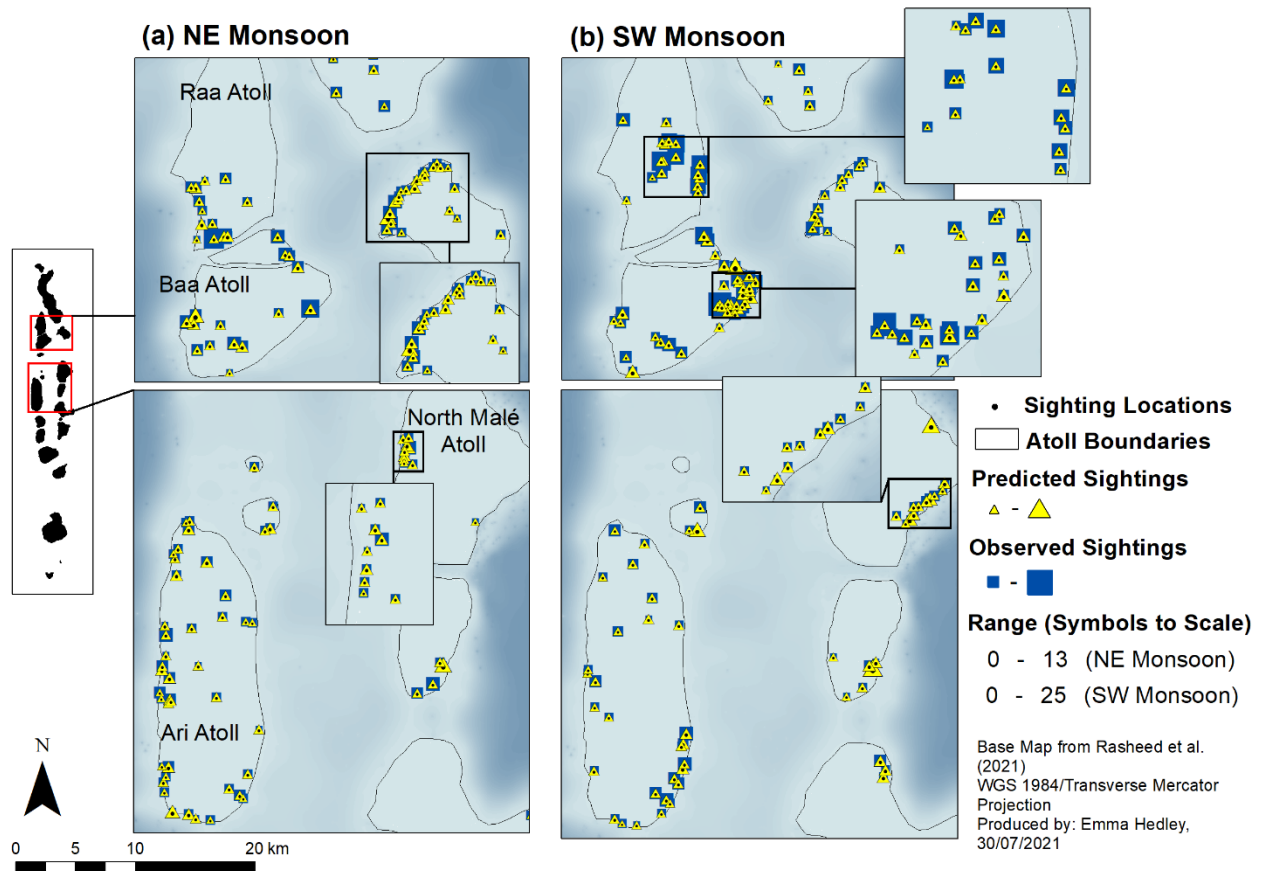 (a) NE Monsoon
(b) SW Monsoon
Raa Atoll
Baa Atoll
North Malé
Atoll
Ari Atoll
Sighting Locations
Atoll Boundaries
Predicted Sightings
-
Observed Sightings
-
Range (Symbols to Scale)
0 - 13 (NE Monsoon)
0 - 25 (SW Monsoon)
Base Map from Rasheed et al.
(2021)
WGS 1984/Transverse Mercator
Projection
Produced by: Emma Hedley,
30/07/2021
N
0 5 10 20 km